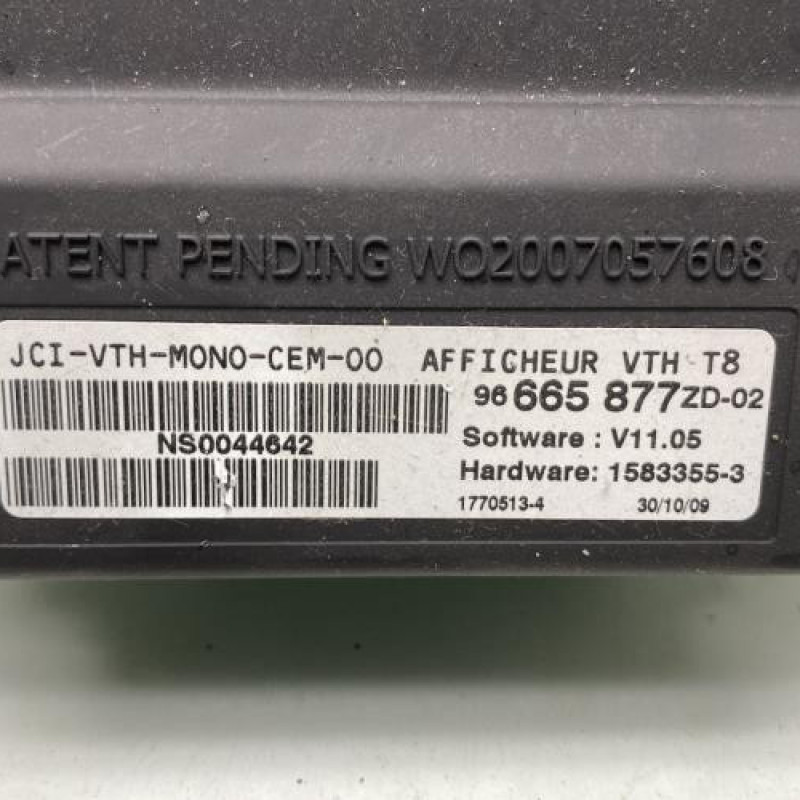 ATENT PENDING WO2007057608
JCI-VTH-MONO-CEM-00 AFFICHEUR VTH T8
96 665 877ZD-02
NS0044642
Software : V11.05
Hardware: 1583355-3
1770513-4 30/10/09